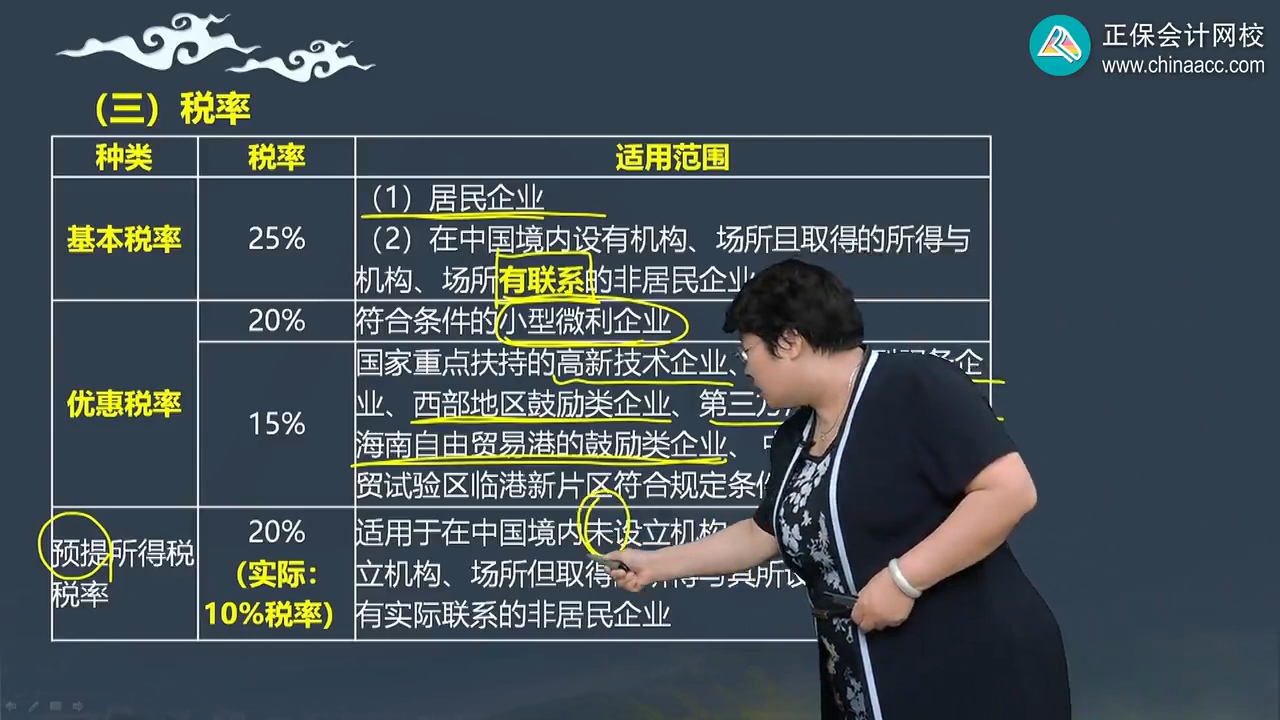 正保会计网校
www.chinaacc.com
（三）税率
种类 税率 适用范围
基本税率 25% （1）居民企业
（2）在中国境内设有机构、场所且取得的所得与
机构、场所有联系的非居民企业
优惠税率 20% 符合条件的小型微利企业
15% 国家重点扶持的高新技术企业、 企
业、西部地区鼓励类企业、第三方
海南自由贸易港的鼓励类企业、
贸试验区临港新片区符合规定条件
预提所得税
税率
20%
（实际：
10%税率）
适用于在中国境内未设立机构
立机构、场所但取得的所得与其所设
有实际联系的非居民企业